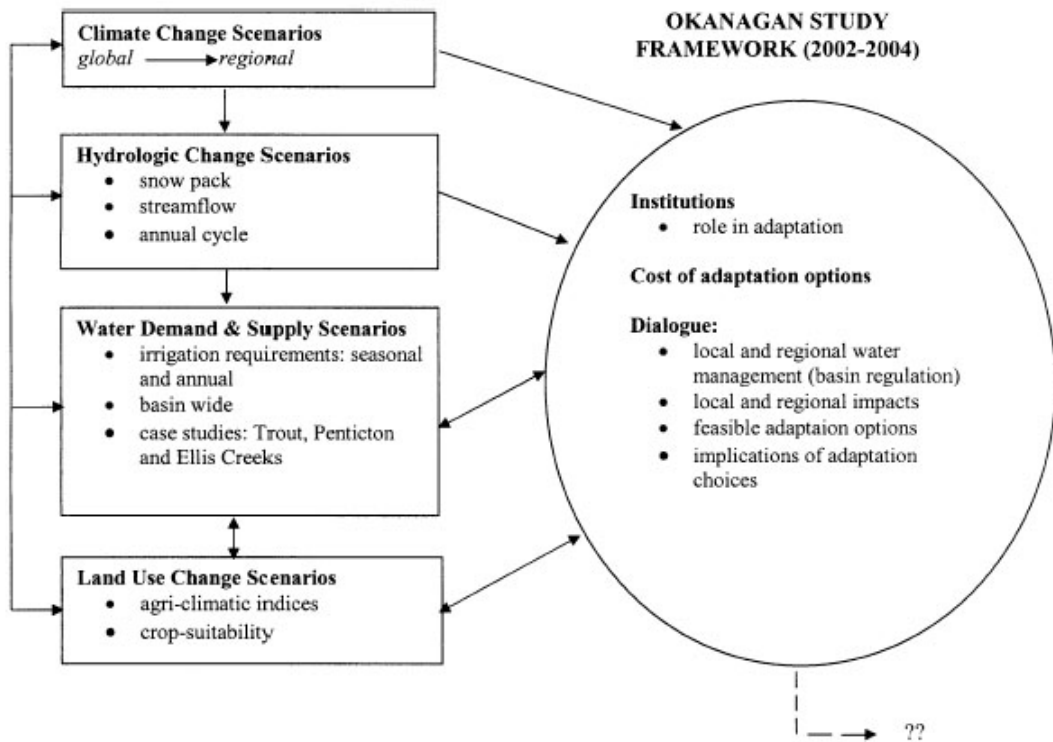 Climate Change Scenarios
global regional
Hydrologic Change Scenarios
• snow pack
• streamflow
• annual cycle
Water Demand & Supply Scenarios
• irrigation requirements: seasonal
and annual
• basin wide
• case studies: Trout, Penticton
and Ellis Creeks
Land Use Change Scenarios
• agri-climatic indices
• crop-suitability
OKANAGAN STUDY
FRAMEWORK (2002-2004)
Institutions
• role in adaptation
Cost of adaptation options
Dialogue:
• local and regional water
management (basin regulation)
• local and regional impacts
• feasible adaptaion options
• implications of adaptation
choices
??